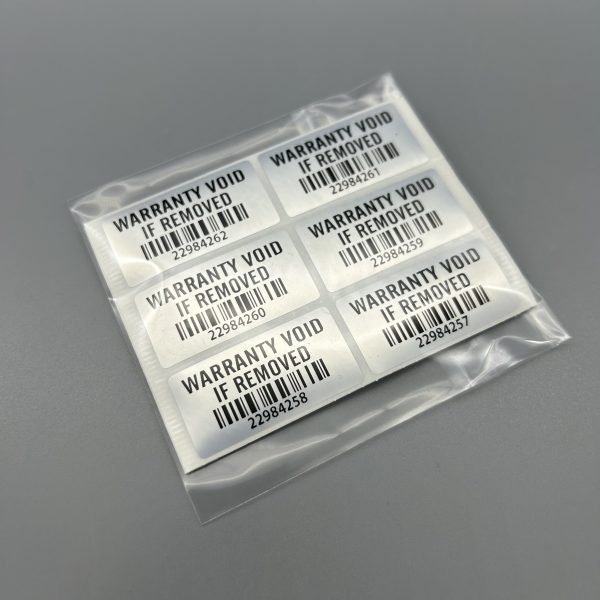 WARRANTY VOID
IF REMOVED
22984262
WARRANTY VOID
IF REMOVED
22984261
WARRANTY VOID
IF REMOVED
22984260
WARRANTY VOID
IF REMOVED
22984259
WARRANTY VOID
IF REMOVED
22984258
WARRANTY VOID
IF REMOVED
22984257